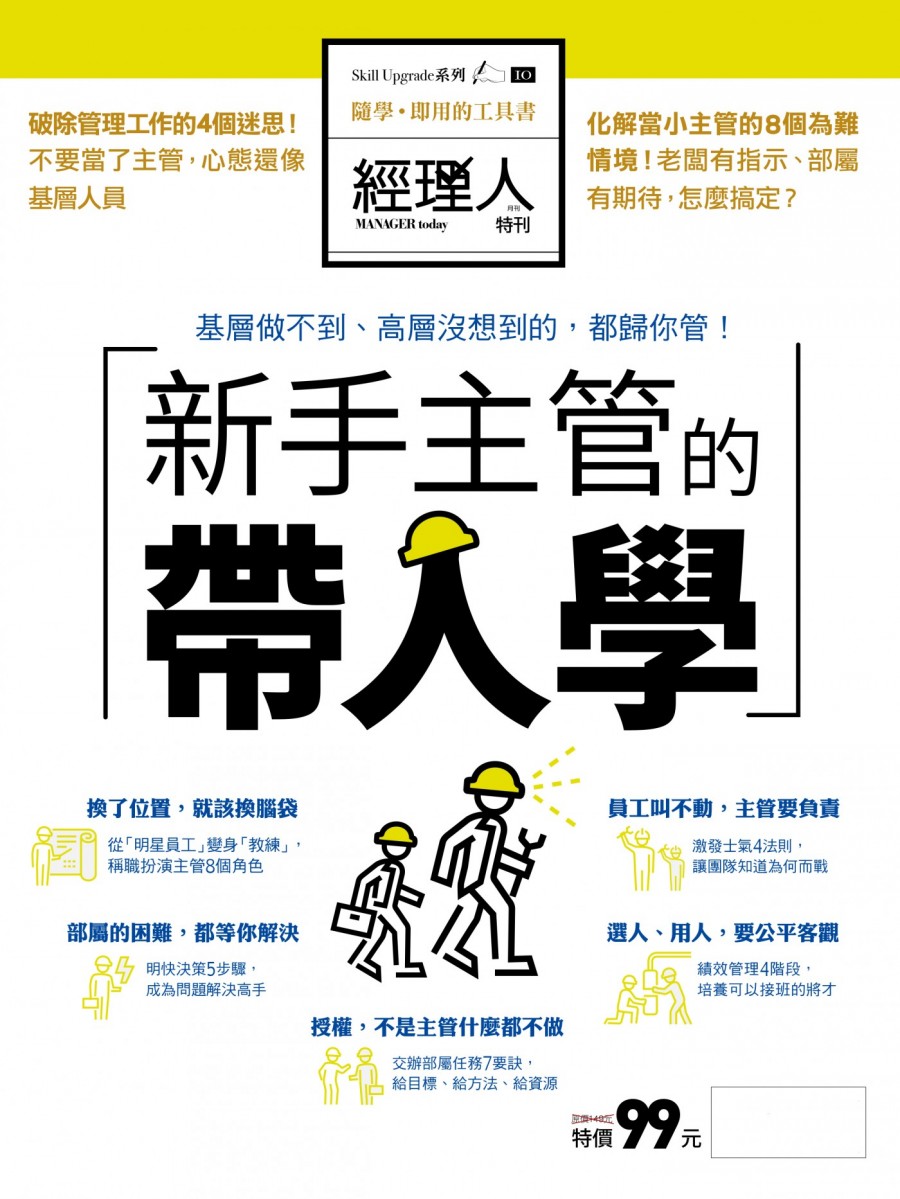 Skill Upgrade系列 10
隨學・即用的工具書
經理人
月刊
MANAGER today
特刊
破除管理工作的4個迷思！
不要當了主管，心態還像
基層人員
化解當小主管的8個為難
情境！老闆有指示、部屬
有期待，怎麼搞定？
基層做不到、高層沒想到的，都歸你管！
新手主管的
帶人學
換了位置，就該換腦袋
從「明星員工」變身「教練」，
稱職扮演主管8個角色
員工叫不動，主管要負責
激發士氣4法則，
讓團隊知道為何而戰
部屬的困難，都等你解決
明快決策5步驟，
成為問題解決高手
選人、用人，要公平客觀
績效管理4階段，
培養可以接班的將才
授權，不是主管什麼都不做
交辦部屬任務7要訣，
給目標、給方法、給資源
原價149元
特價99元